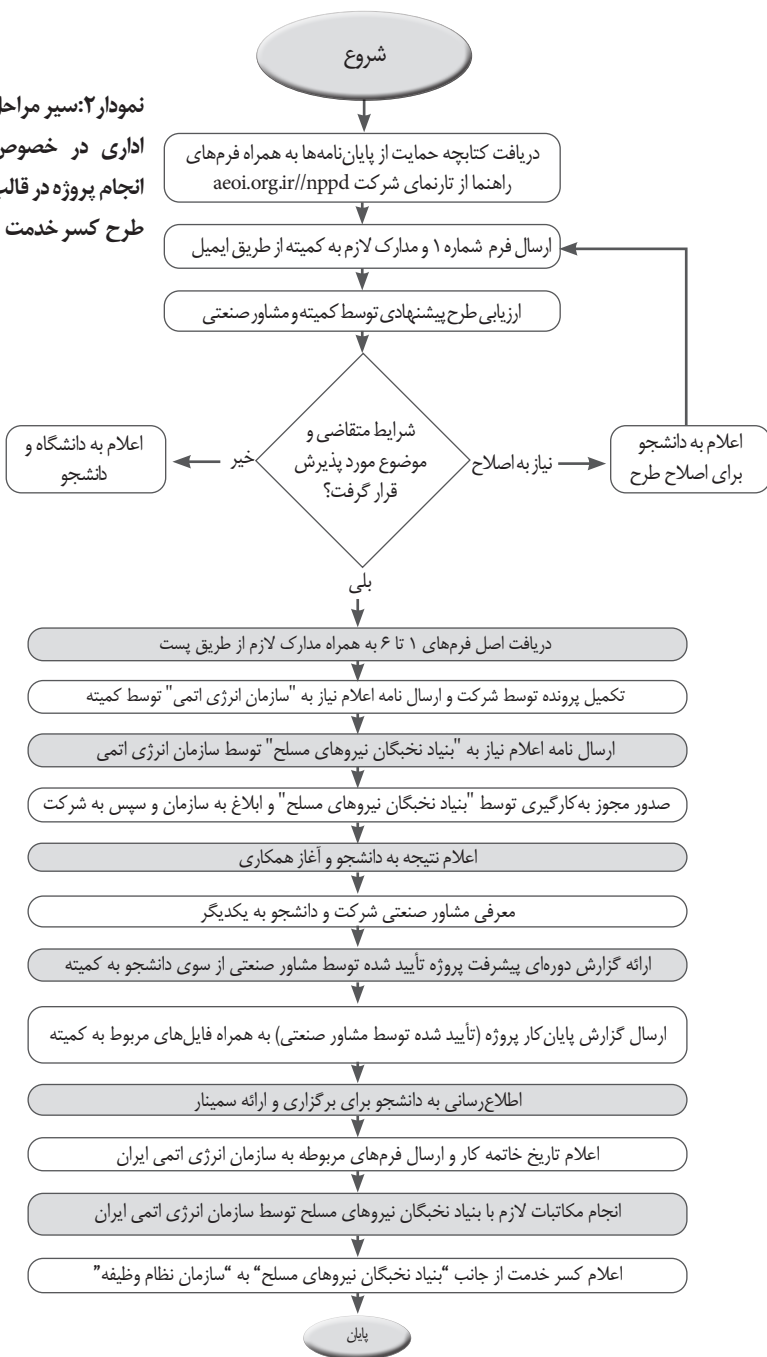 شروع
نمودار۲:سیر مراحل
اداری در خصوص
انجام پروژه در قالب
طرح کسر خدمت
دریافت کتابچه حمایت از پایان‌نامه‌ها به همراه فرم‌های
راهنما از تارنمای شرکت aeoi.org.ir//nppd
ارسال فرم شماره ۱ و مدارک لازم به کمیته از طریق ایمیل
ارزیابی طرح پیشنهادی توسط کمیته و مشاور صنعتی
شرایط متقاضی و
موضوع مورد پذیرش
قرار گرفت؟
نیاز به اصلاح
اعلام به دانشجو
برای اصلاح طرح
خیر
اعلام به دانشگاه و
دانشجو
بلی
دریافت اصل فرم‌های ۱ تا ۶ به همراه مدارک لازم از طریق پست
تکمیل پرونده توسط شرکت و ارسال نامه اعلام نیاز به "سازمان انرژی اتمی" توسط کمیته
ارسال نامه اعلام نیاز به "بنیاد نخبگان نیروهای مسلح" توسط سازمان انرژی اتمی
صدور مجوز به‌کارگیری توسط "بنیاد نخبگان نیروهای مسلح" و ابلاغ به سازمان و سپس به شرکت
اعلام نتیجه به دانشجو و آغاز همکاری
معرفی مشاور صنعتی شرکت و دانشجو به یکدیگر
ارائه گزارش دوره‌ای پیشرفت پروژه تأیید شده توسط مشاور صنعتی از سوی دانشجو به کمیته
ارسال گزارش پایان‌کار پروژه (تأیید شده توسط مشاور صنعتی) به همراه فایل‌های مربوط به کمیته
اطلاع‌رسانی به دانشجو برای برگزاری و ارائه سمینار
اعلام تاریخ خاتمه کار و ارسال فرم‌های مربوطه به سازمان انرژی اتمی ایران
انجام مکاتبات لازم با بنیاد نخبگان نیروهای مسلح توسط سازمان انرژی اتمی ایران
اعلام کسر خدمت از جانب “بنیاد نخبگان نیروهای مسلح“ به “سازمان نظام وظیفه”
پایان